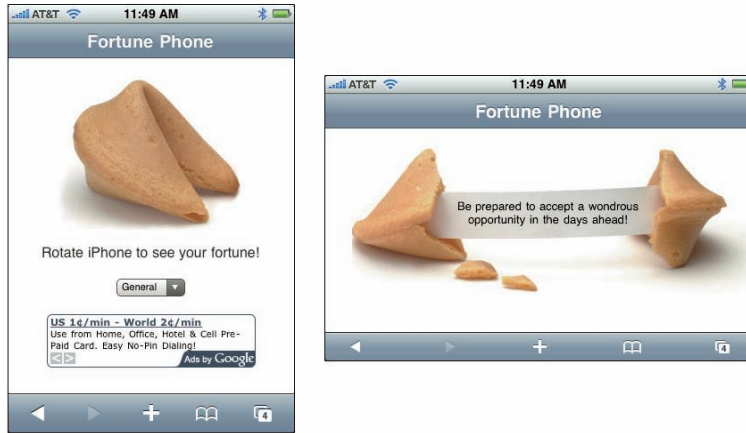 AT&T 11:49 AM
Fortune Phone
Rotate iPhone to see your fortune!
General
US 1¢/min - World 2¢/min
Use from Home, Office, Hotel & Cell Pre-
Paid Card. Easy No-Pin Dialing!
Ads by Google
4
AT&T 11:49 AM
Fortune Phone
Be prepared to accept a wondrous
opportunity in the days ahead!
4